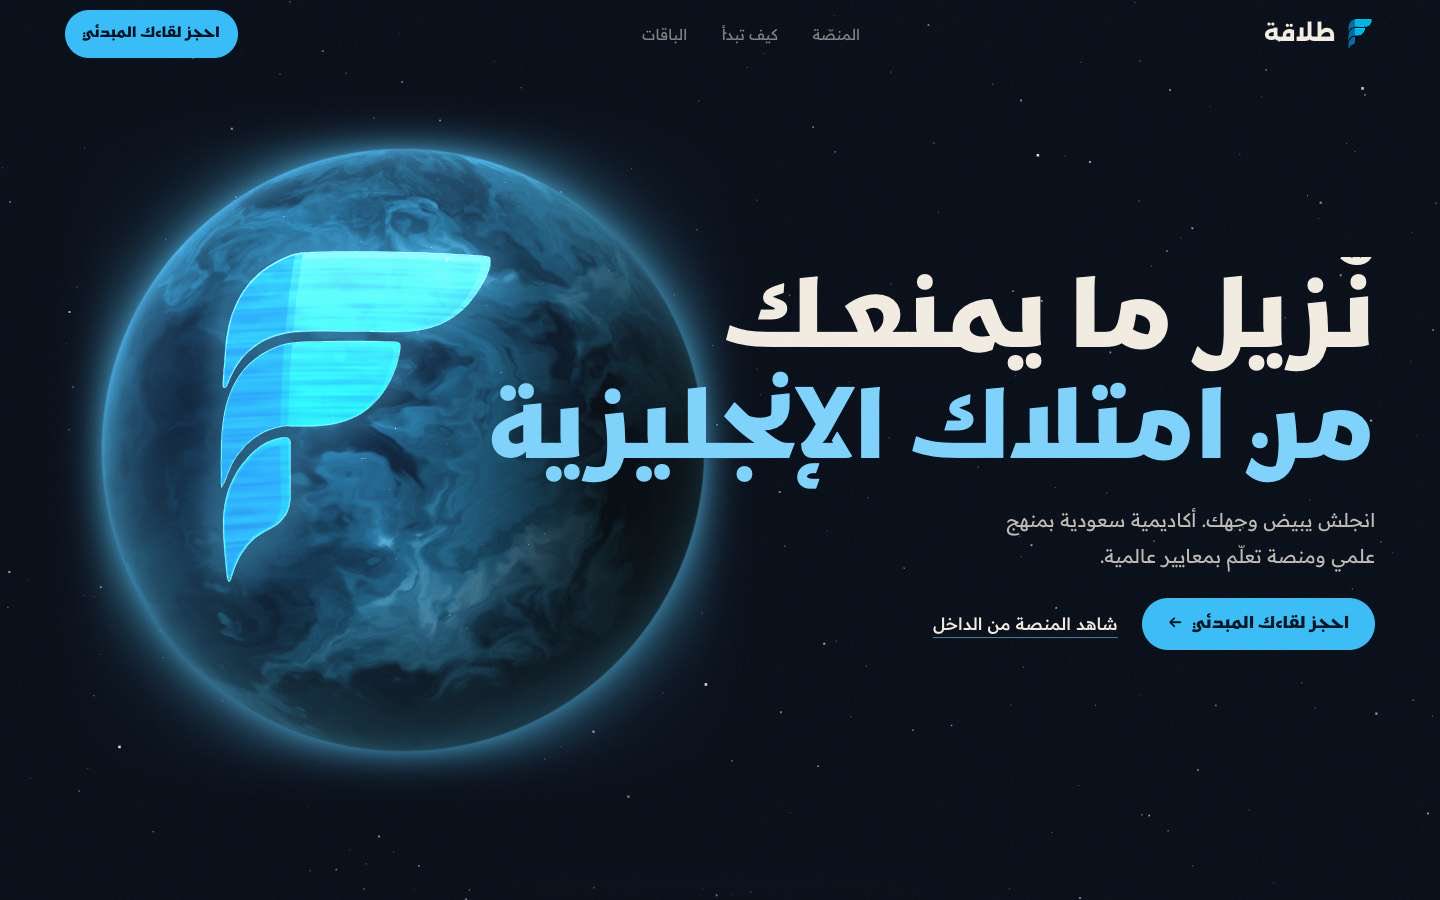 طلاقة
المنصّة
كيف تبدأ
الباقات
احجز لقاءك المبدئي
نُزيل ما يمنعك
من امتلاك الإنجليزية
انجلش يبيض وجهك. أكاديمية سعودية بمنهج
علمي ومنصة تعلّم بمعايير عالمية.
احجز لقاءك المبدئي ←
شاهد المنصة من الداخل